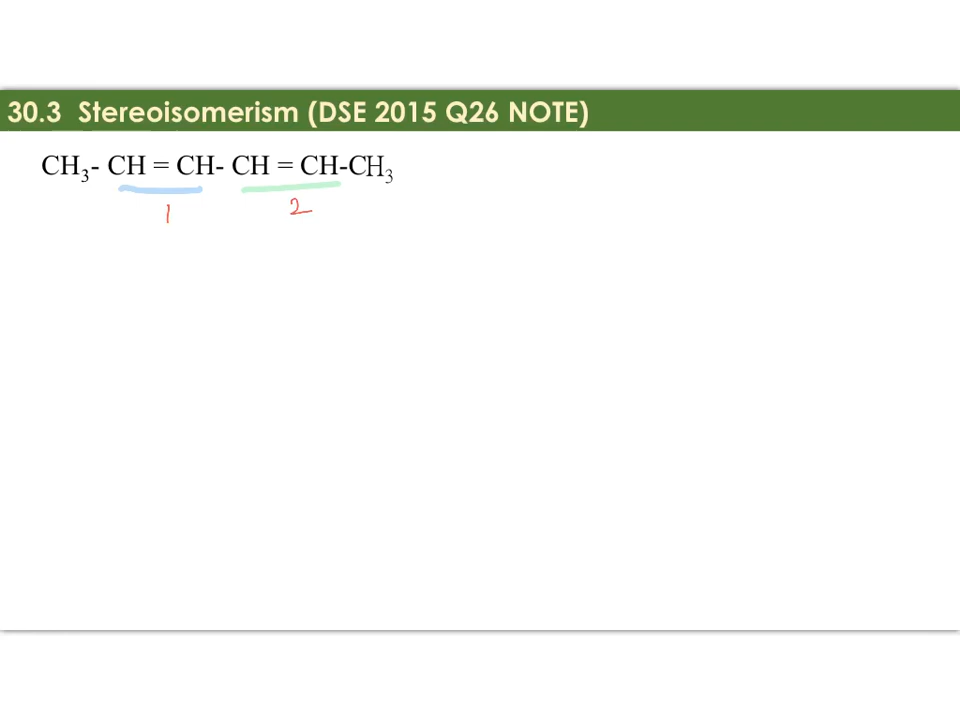 30.3 Stereoisomerism (DSE 2015 Q26 NOTE)
CH₃- CH = CH- CH = CH-CH₃
1 2